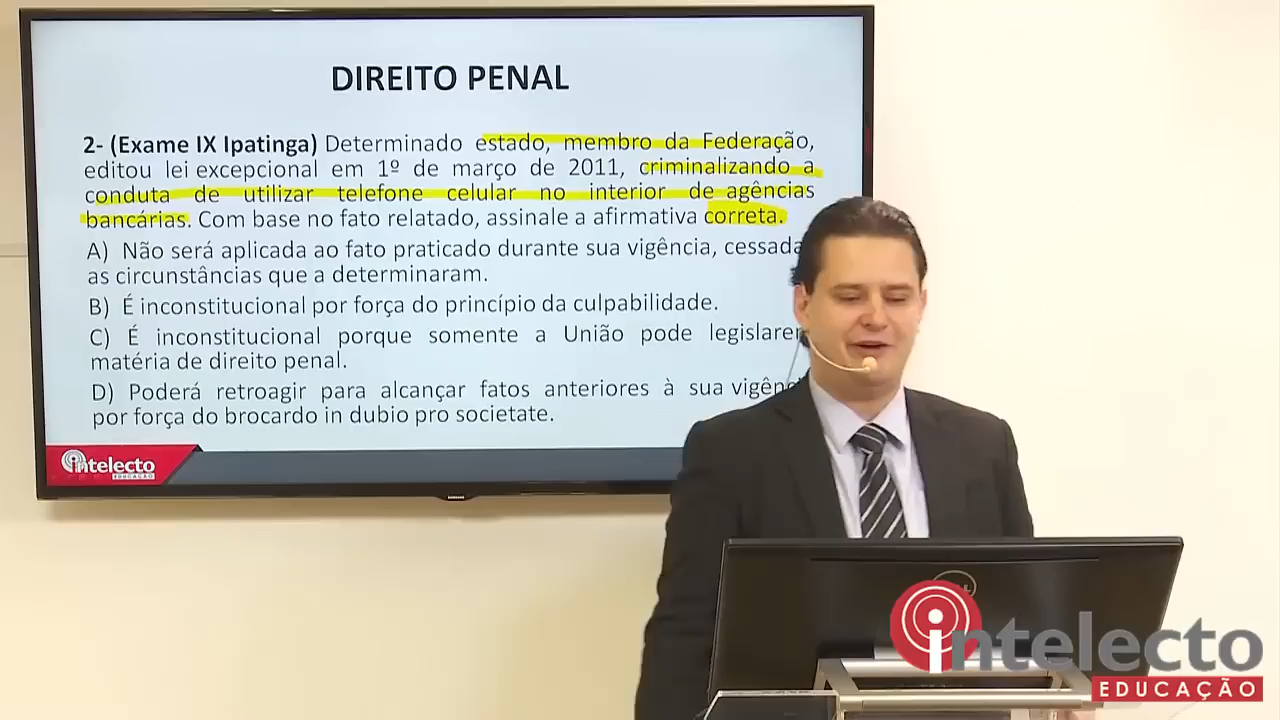 DIREITO PENAL
2- (Exame IX Ipatinga) Determinado estado, membro da Federação,
editou lei excepcional em 1º de março de 2011, criminalizando a
conduta de utilizar telefone celular no interior de agências
bancárias. Com base no fato relatado, assinale a afirmativa correta.
A) Não será aplicada ao fato praticado durante sua vigência, cessada
as circunstâncias que a determinaram.
B) É inconstitucional por força do princípio da culpabilidade.
C) É inconstitucional porque somente a União pode legislar em
matéria de direito penal.
D) Poderá retroagir para alcançar fatos anteriores à sua
por força do brocardo in dubio pro societate.
intelecto
EDUCAÇÃO
intelecto
EDUCAÇÃO